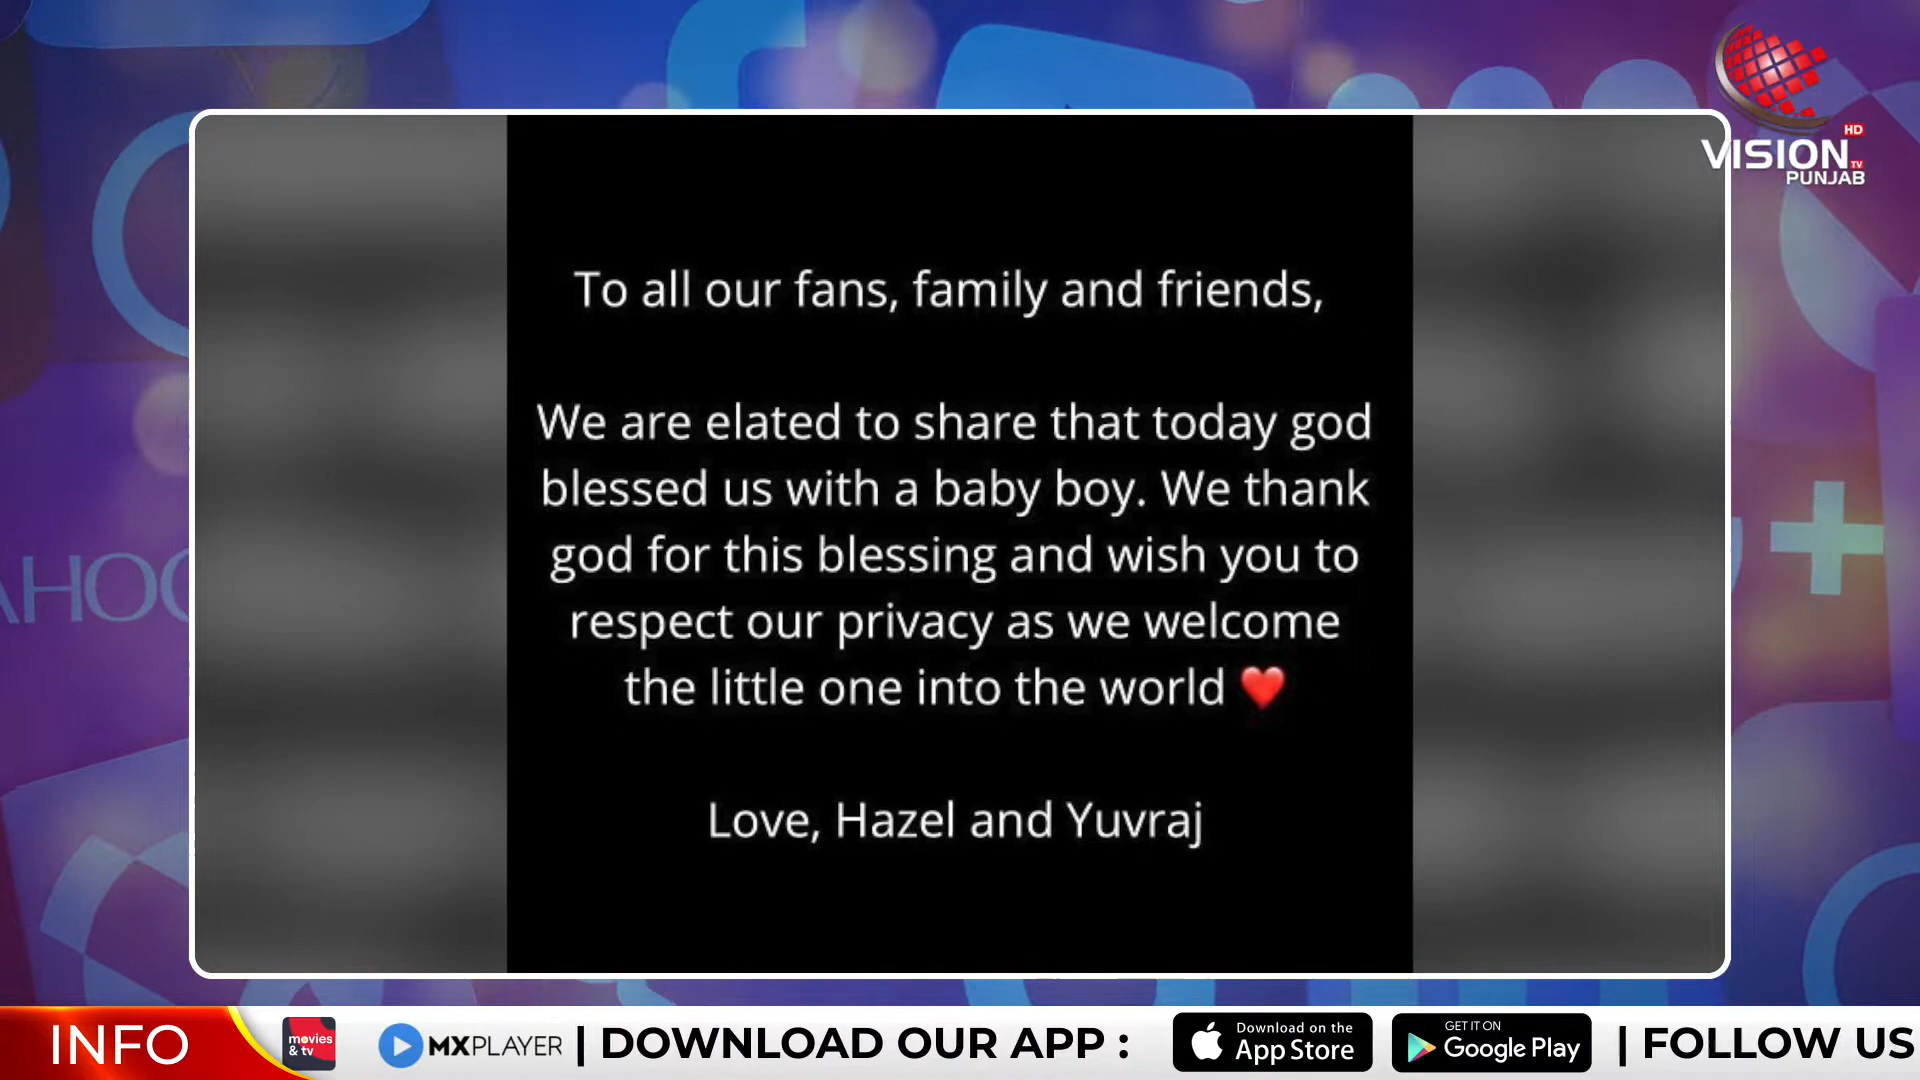 HD
VISION TV
PUNJAB
To all our fans, family and friends,
We are elated to share that today god
blessed us with a baby boy. We thank
god for this blessing and wish you to
respect our privacy as we welcome
the little one into the world ❤️
Love, Hazel and Yuvraj
AHOO
INFO
movies
& tv
MXPLAYER | DOWNLOAD OUR APP :
Download on the
App Store
GET IT ON
Google Play
| FOLLOW US